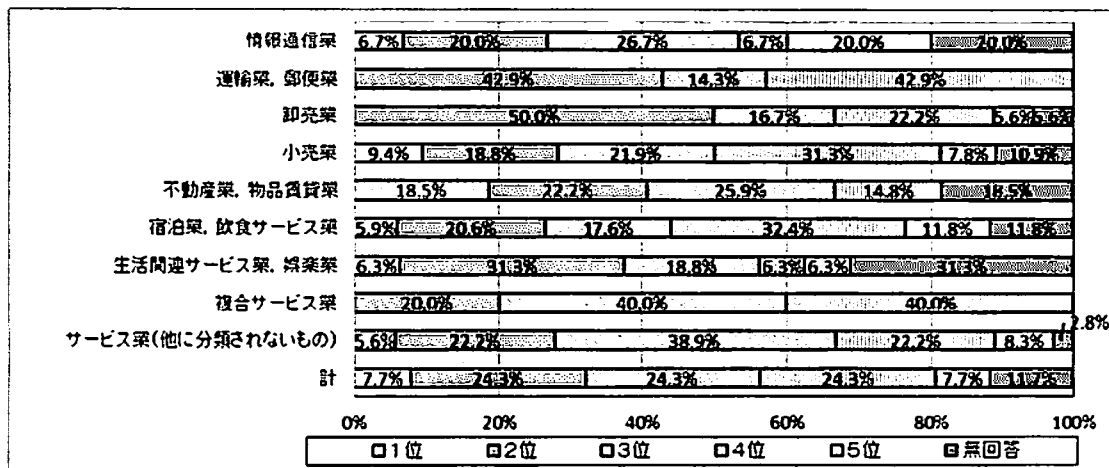 情報通信業 6.7% 20.0% 26.7% 6.7% 20.0% 20.0%
運輸業，郵便業 42.9% 14.3% 42.9%
卸売業 50.0% 16.7% 22.2% 5.6% 5.6%
小売業 9.4% 18.8% 21.9% 31.3% 7.8% 10.9%
不動産業，物品賃貸業 18.5% 22.2% 25.9% 14.8% 18.5%
宿泊業，飲食サービス業 5.9% 20.6% 17.6% 32.4% 11.8% 11.8%
生活関連サービス業，娯楽業 6.3% 31.3% 18.8% 6.3% 6.3% 31.3%
複合サービス業 20.0% 40.0% 40.0%
2.8%
サービス業(他に分類されないもの) 5.6% 22.2% 38.9% 22.2% 8.3%
計 7.7% 24.3% 24.3% 24.3% 7.7% 11.7%
0% 20% 40% 60% 80% 100%
1位 2位 3位 4位 5位 無回答